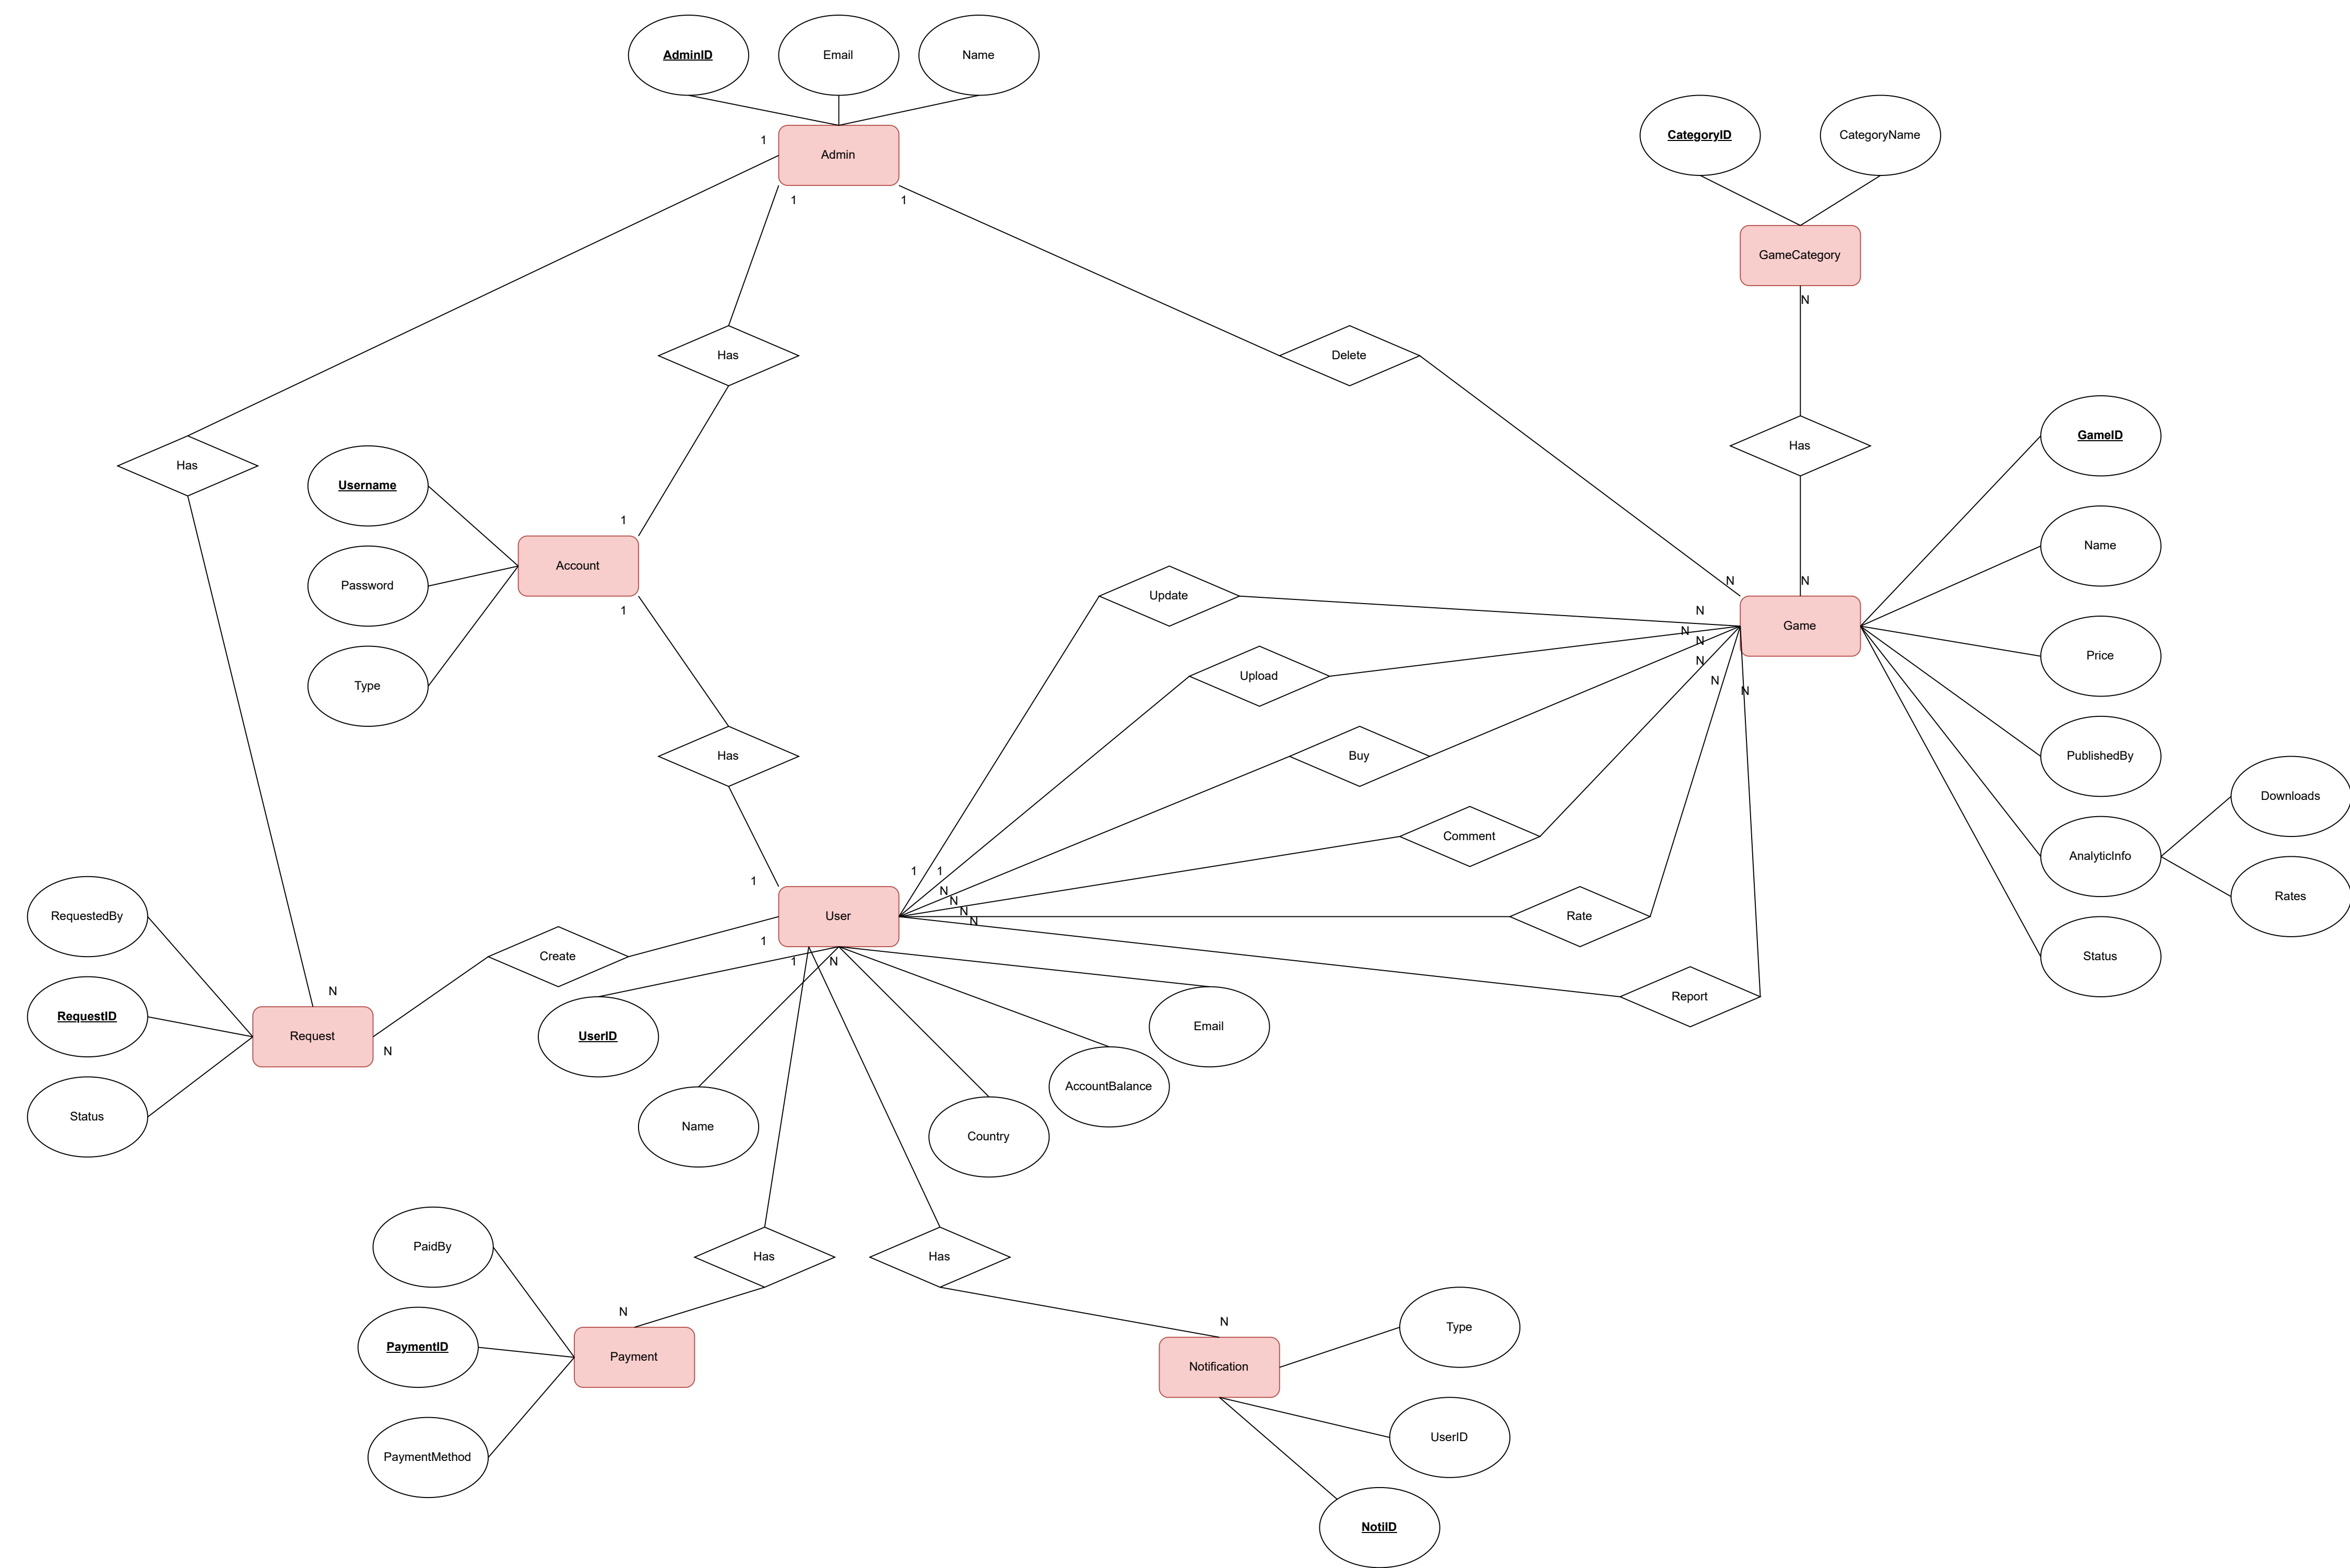 AdminID
Email
Name
CategoryID
CategoryName
1
Admin
1
1
GameCategory
N
Has
Delete
Has
GameID
Has
Username
1
Name
Account
Password
N
N
Update
1
N
Game
N
N
N
Upload
Price
Type
N
N
Has
Buy
PublishedBy
Downloads
Comment
AnalyticInfo
1
1
1
N
Rates
N
RequestedBy
User
N
Rate
N
1
Create
1
N
Status
N
Report
RequestID
Request
UserID
Email
N
AccountBalance
Status
Name
Country
PaidBy
Has
Has
N
N
Type
PaymentID
Payment
Notification
PaymentMethod
UserID
NotiID